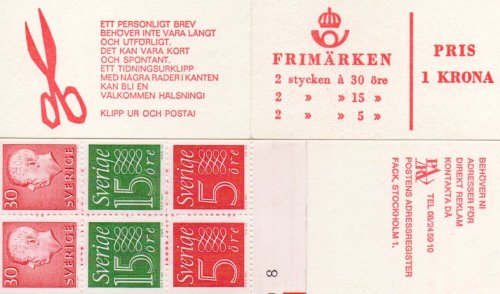 ETT PERSONLIGT BREV
BEHÖVER INTE VARA LÅNGT
OCH UTFÖRLIGT.
DET KAN VARA KORT
OCH SPONTANT.
ETT TIDNINGSURKLIPP
MED NÅGRA RADER I KANTEN
KAN BLI EN
VÄLKOMMEN HÄLSNING!
KLIPP UR OCH POSTA!
FRIMÄRKEN
2 stycken à 30 öre
2 » » 15 »
2 » » 5 »
PRIS
1 KRONA
30 SVERIGE
Sverige 15 öre
Sverige 5 öre
30 SVERIGE
Sverige 15 öre
Sverige 5 öre
8
BEHÖVER NI
ADRESSER FÖR
DIREKT REKLAM
KONTAKTA DÅ
PAR TEL 08/24 59 10
POSTENS ADRESSREGISTER
FACK, STOCKHOLM 1.